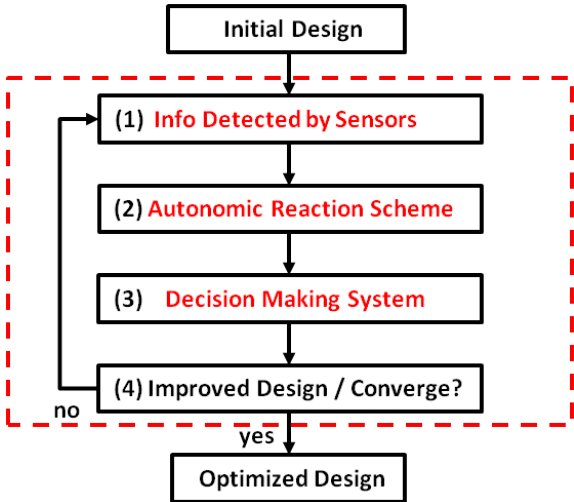 Initial Design
(1) Info Detected by Sensors
(2) Autonomic Reaction Scheme
(3) Decision Making System
(4) Improved Design / Converge?
no
yes
Optimized Design